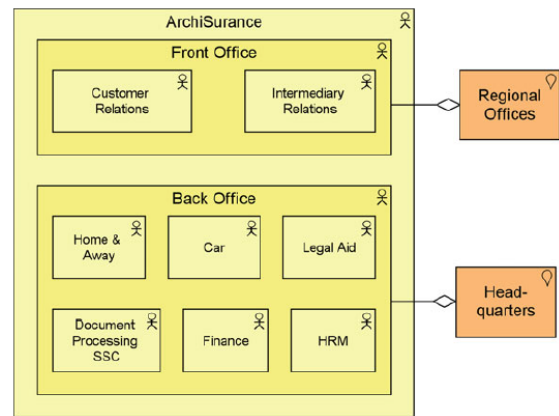 ArchiSurance
Front Office
Customer
Relations
Intermediary
Relations
Regional
Offices
Back Office
Home &
Away
Car
Legal Aid
Head-
quarters
Document
Processing
SSC
Finance
HRM